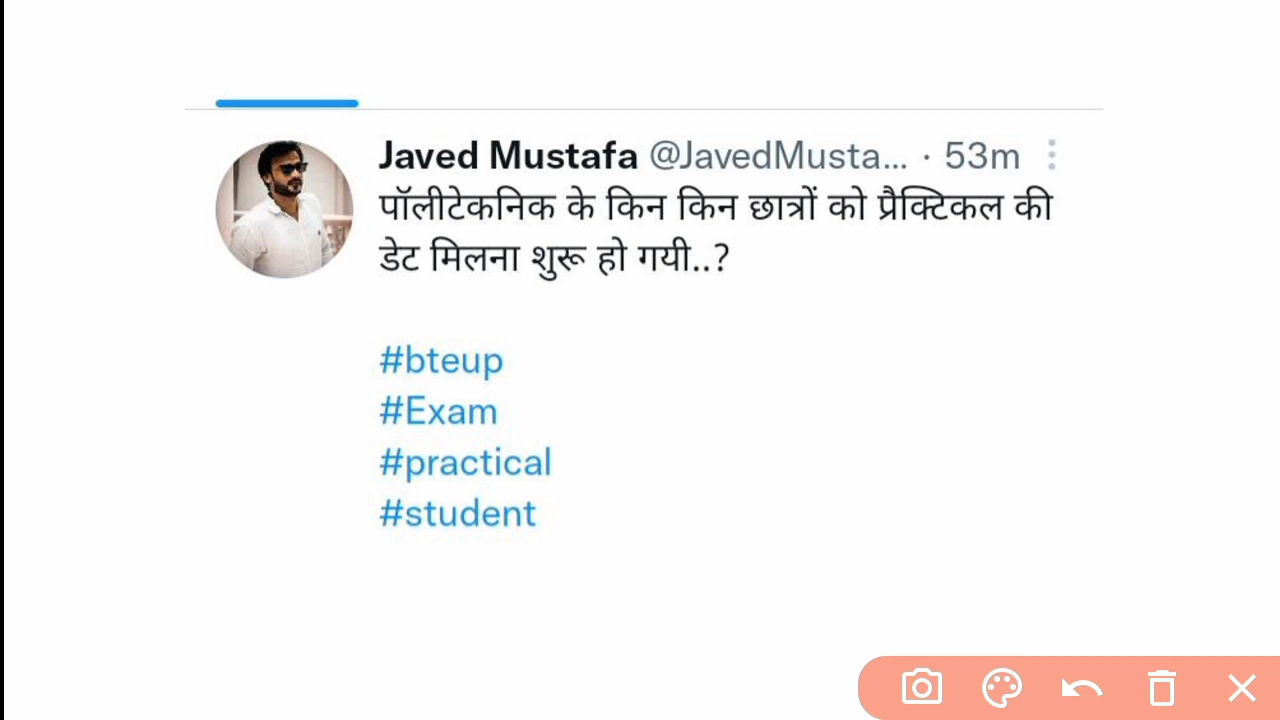 Javed Mustafa @JavedMusta... · 53m
पॉलीटेकनिक के किन किन छात्रों को प्रैक्टिकल की
डेट मिलना शुरू हो गयी..?
#bteup
#Exam
#practical
#student